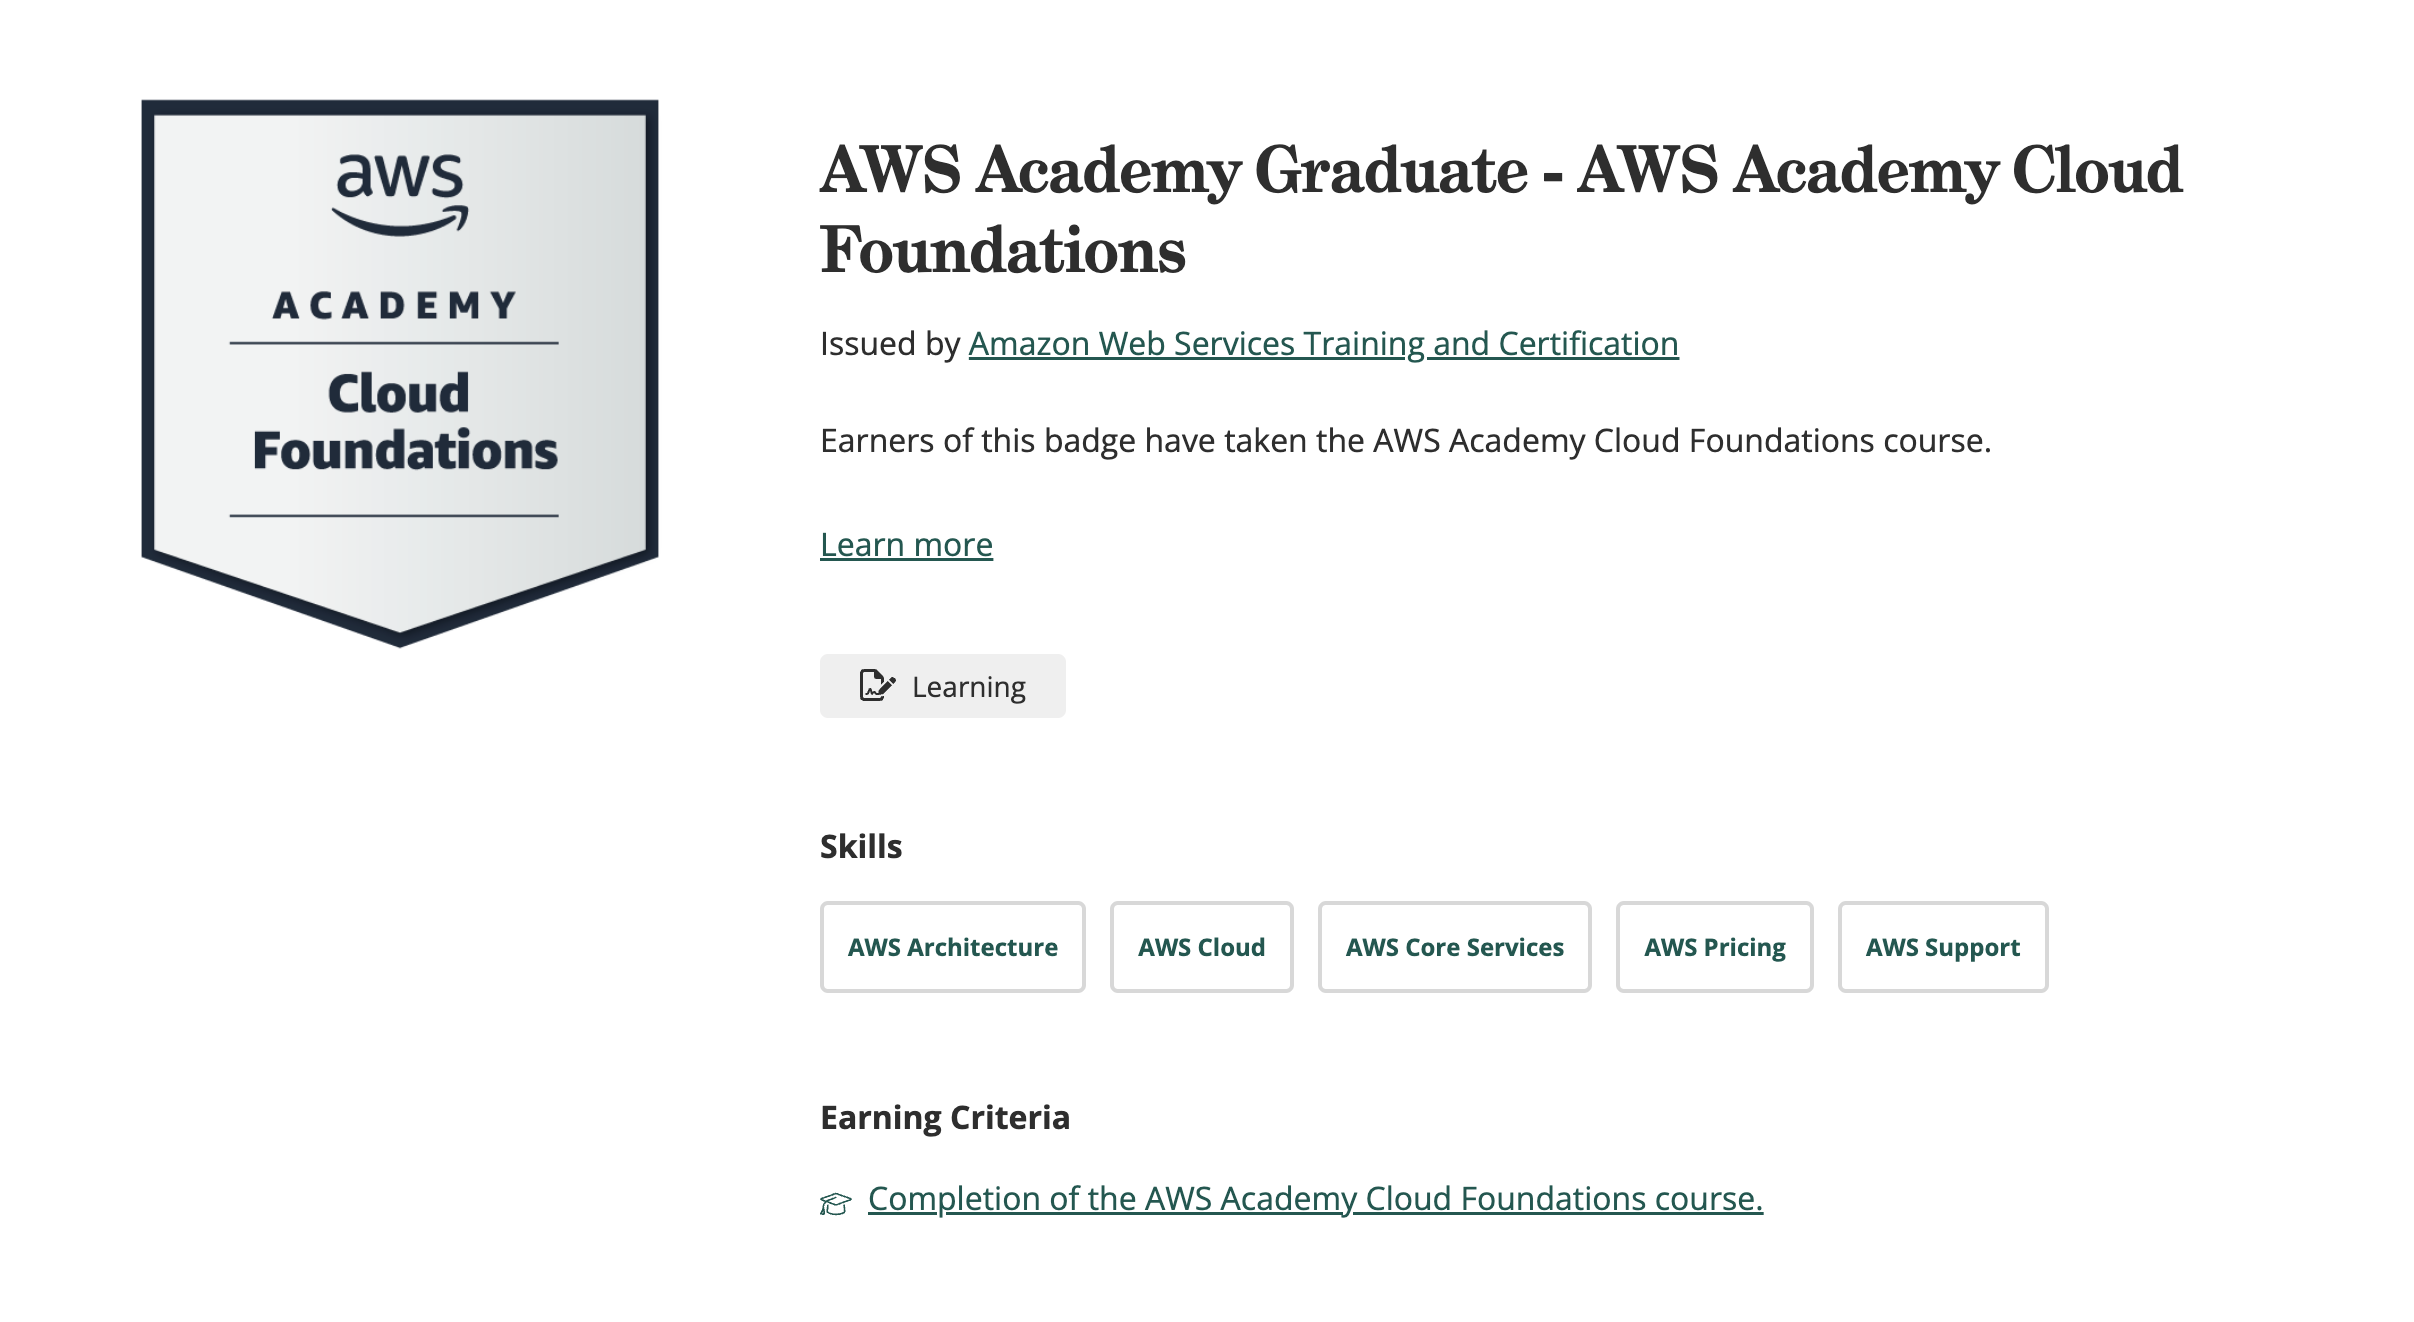 aws
ACADEMY
Cloud
Foundations
AWS Academy Graduate - AWS Academy Cloud
Foundations
Issued by Amazon Web Services Training and Certification
Earners of this badge have taken the AWS Academy Cloud Foundations course.
Learn more
Learning
Skills
AWS Architecture
AWS Cloud
AWS Core Services
AWS Pricing
AWS Support
Earning Criteria
Completion of the AWS Academy Cloud Foundations course.